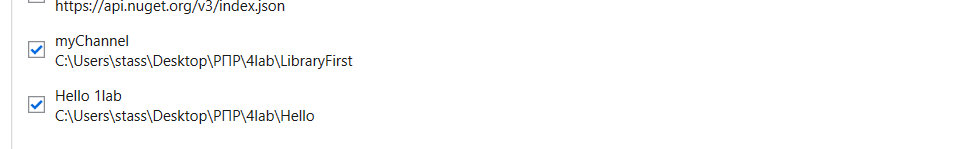 https://api.nuget.org/v3/index.json
myChannel
C:\Users\stass\Desktop\РПР\4lab\LibraryFirst
Hello 1lab
C:\Users\stass\Desktop\РПР\4lab\Hello